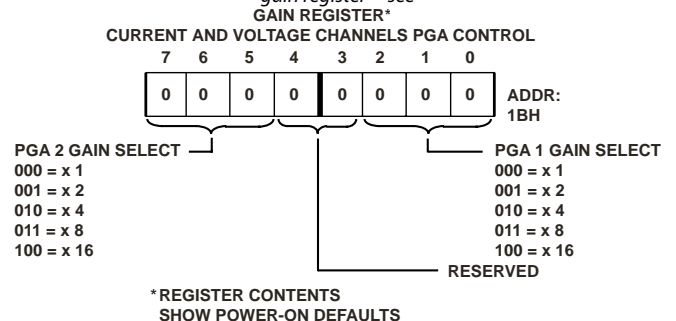 gain register – see
GAIN REGISTER*
CURRENT AND VOLTAGE CHANNELS PGA CONTROL
7 6 5 4 3 2 1 0
0 0 0 0 0 0 0 0
ADDR:
1BH
PGA 2 GAIN SELECT
000 = x 1
001 = x 2
010 = x 4
011 = x 8
100 = x 16
PGA 1 GAIN SELECT
000 = x 1
001 = x 2
010 = x 4
011 = x 8
100 = x 16
RESERVED
*REGISTER CONTENTS
SHOW POWER-ON DEFAULTS